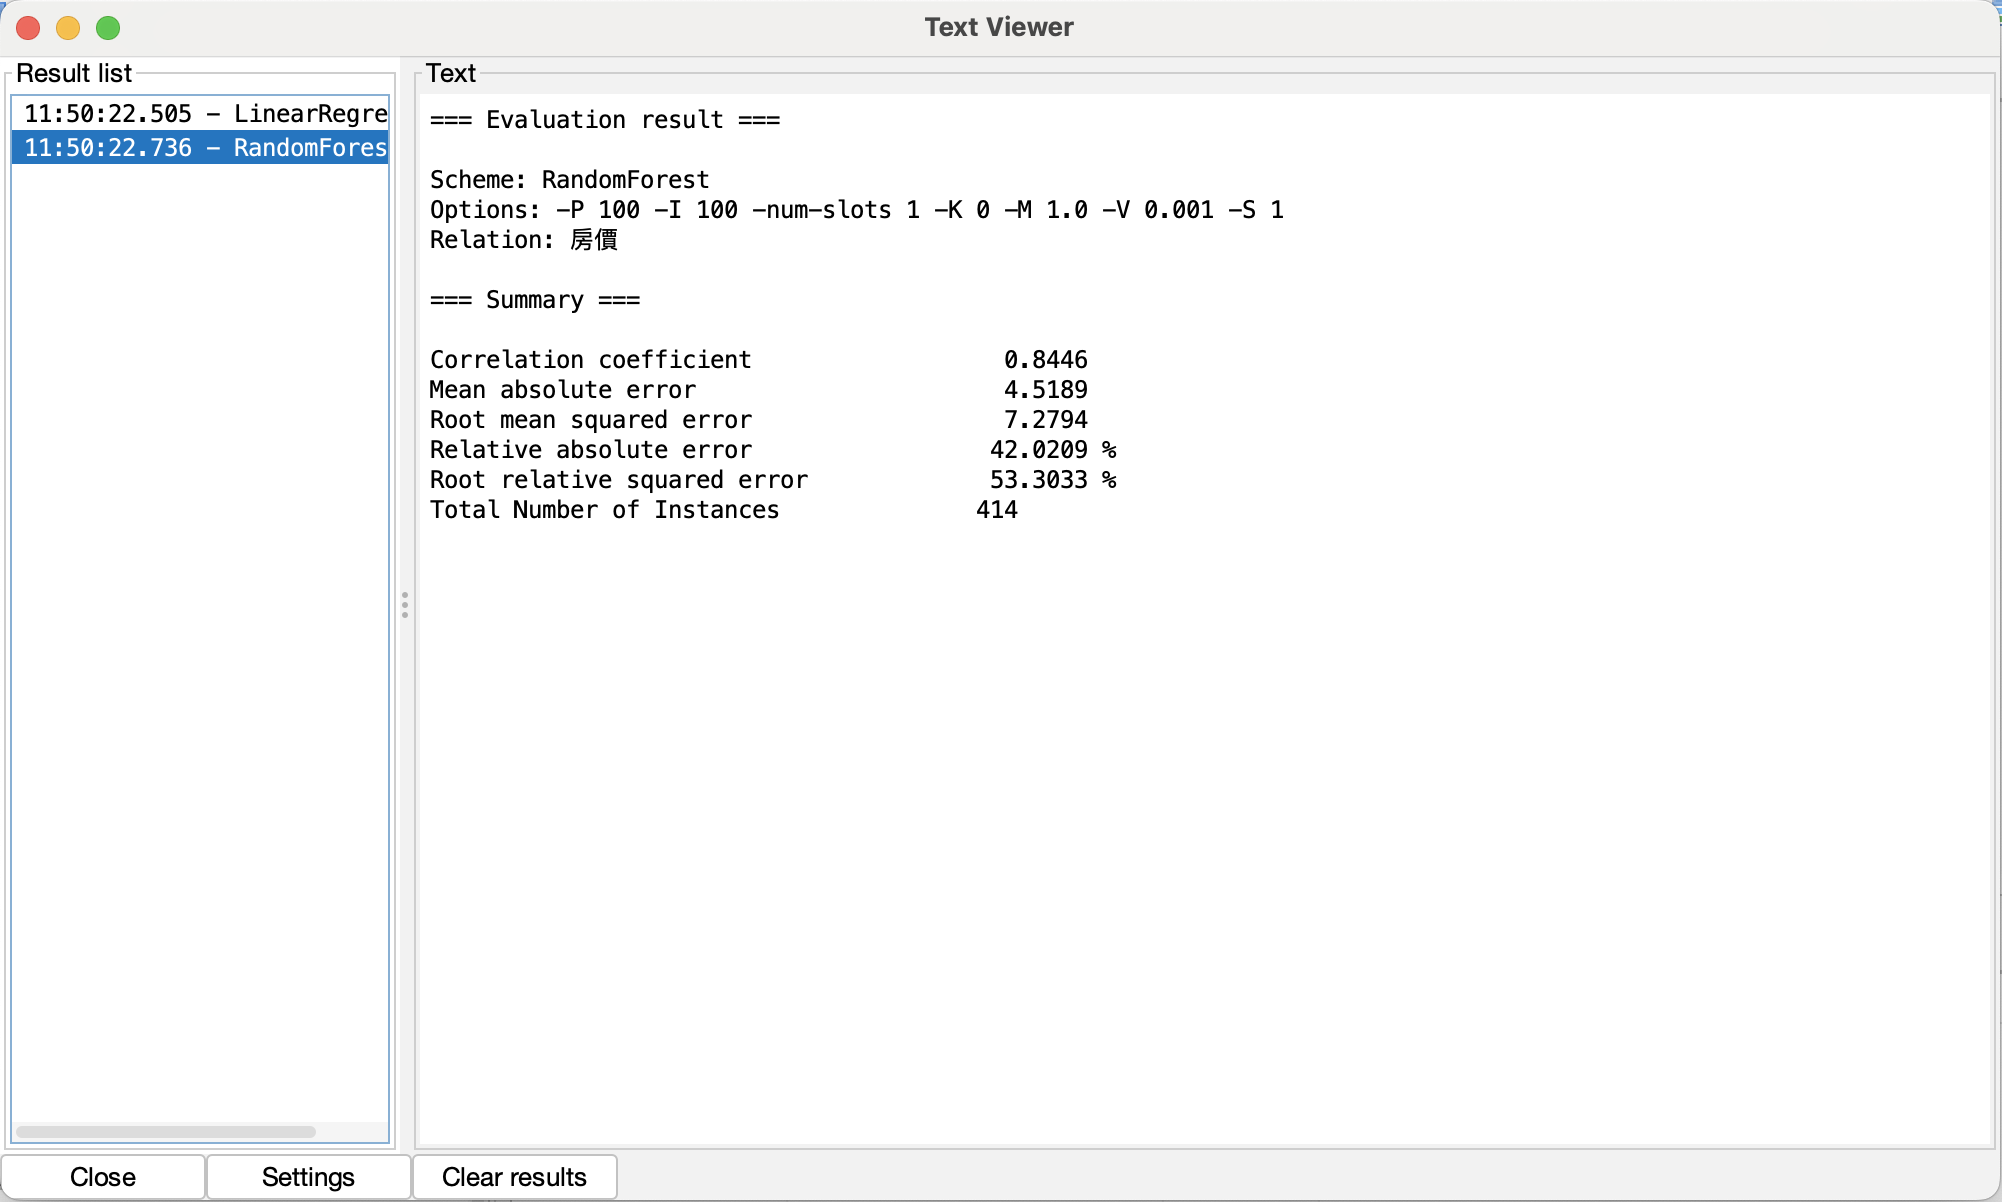 Text Viewer
Result list
11:50:22.505 – LinearRegre
11:50:22.736 – RandomFores
Text
=== Evaluation result ===
Scheme: RandomForest
Options: -P 100 -I 100 -num-slots 1 -K 0 -M 1.0 -V 0.001 -S 1
Relation: 房價
=== Summary ===
Correlation coefficient 0.8446
Mean absolute error 4.5189
Root mean squared error 7.2794
Relative absolute error 42.0209 %
Root relative squared error 53.3033 %
Total Number of Instances 414
Close
Settings
Clear results